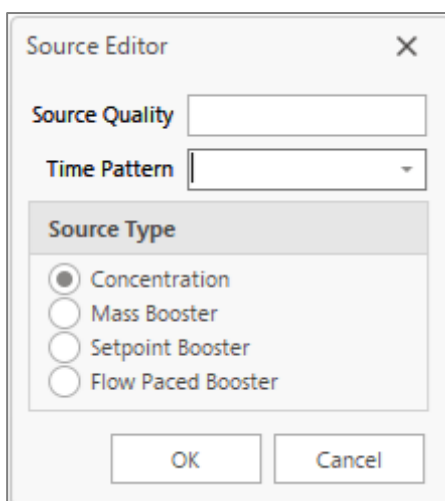 Source Editor
Source Quality
Time Pattern
Source Type
Concentration
Mass Booster
Setpoint Booster
Flow Paced Booster
OK Cancel